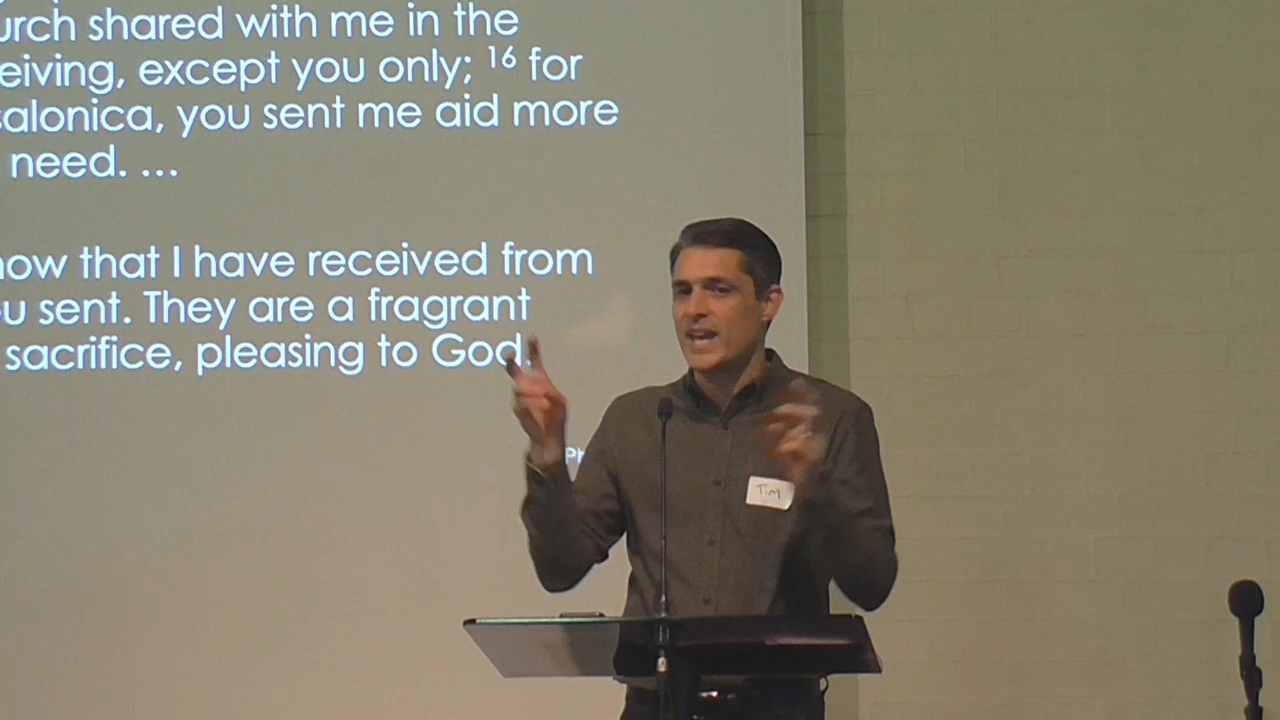 urch shared with me in the
eiving, except you only; ¹⁶ for
salonica, you sent me aid more
need. ...
now that I have received from
u sent. They are a fragrant
sacrifice, pleasing to God.
Ph
Tim